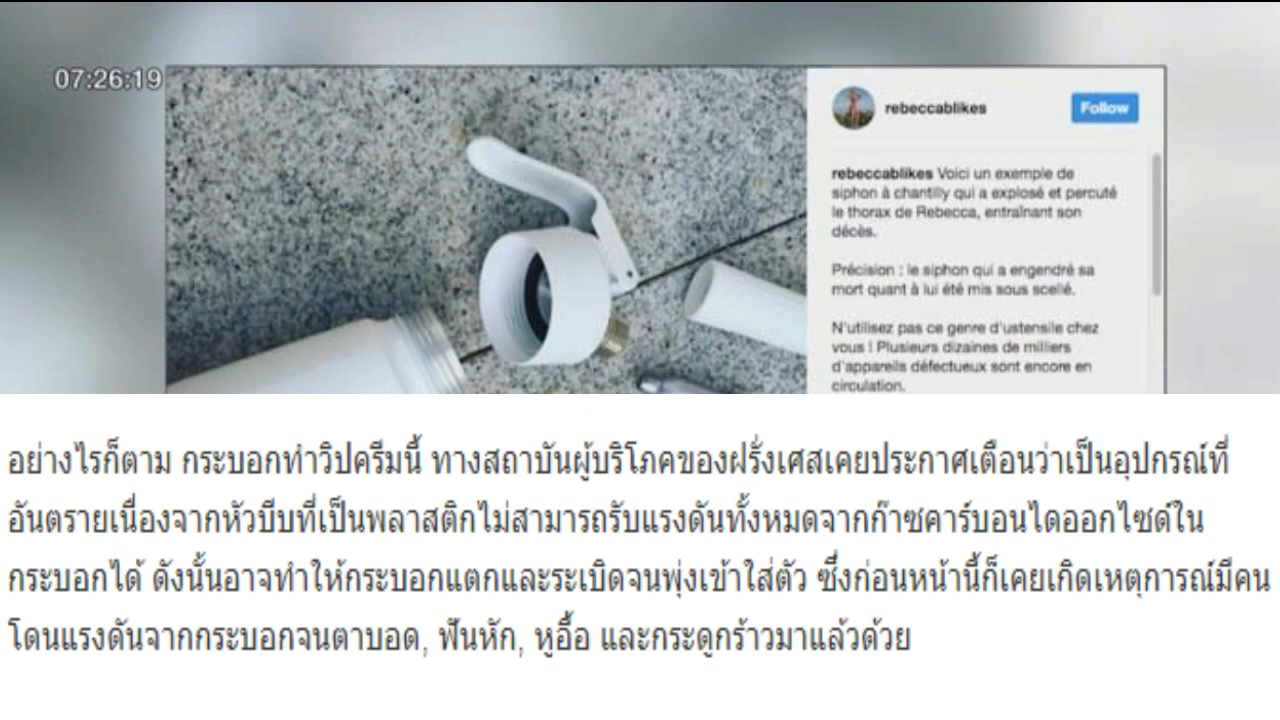 07:26:19
rebeccablikes
Follow
rebeccablikes Voici un exemple de
siphon à chantilly qui a explosé et percuté
le thorax de Rebecca, entraînant son
décès.
Précision : le siphon qui a engendré sa
mort quant à lui été mis sous scellé.
N'utilisez pas ce genre d'ustensile chez
vous ! Plusieurs dizaines de milliers
d'appareils défectueux sont encore en
circulation.
อย่างไรก็ตาม กระบอกทำวิปครีมนี้ ทางสถาบันผู้บริโภคของฝรั่งเศสเคยประกาศเตือนว่าเป็นอุปกรณ์ที่
อันตรายเนื่องจากหัวบีบที่เป็นพลาสติกไม่สามารถรับแรงดันทั้งหมดจากก๊าซคาร์บอนไดออกไซด์ใน
กระบอกได้ ดังนั้นอาจทำให้กระบอกแตกและระเบิดจนพุ่งเข้าใส่ตัว ซึ่งก่อนหน้านี้ก็เคยเกิดเหตุการณ์มีคน
โดนแรงดันจากกระบอกจนตาบอด, ฟันหัก, หูอื้อ และกระดูกร้าวมาแล้วด้วย